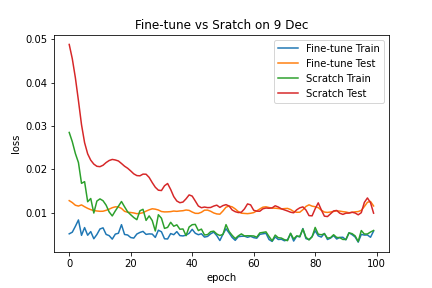 Fine-tune vs Sratch on 9 Dec
0.05
0.04
0.03
0.02
0.01
loss
Fine-tune Train
Fine-tune Test
Scratch Train
Scratch Test
0
20
40
60
80
100
epoch